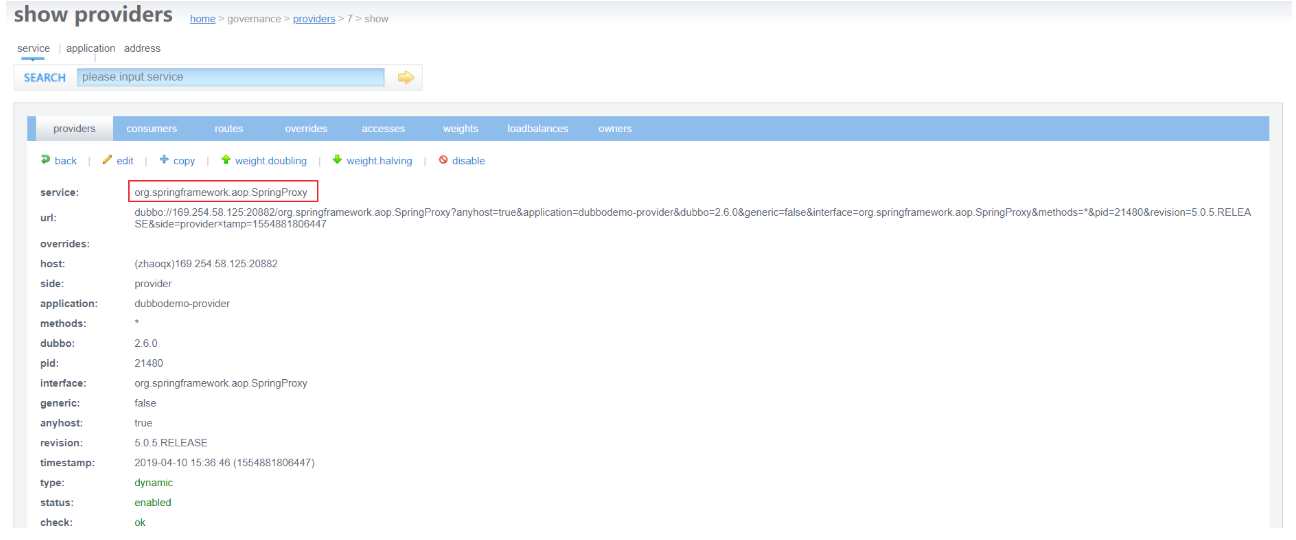 show providers home > governance > providers > 7 > show
service | application address
SEARCH please.input.service
providers consumers routes overrides accesses weights loadbalances owners
back | edit | copy | weight.doubling | weight.halving | disable
service: org.springframework.aop.SpringProxy
url: dubbo://169.254.58.125:20882/org.springframework.aop.SpringProxy?anyhost=true&application=dubbodemo-provider&dubbo=2.6.0&generic=false&interface=org.springframework.aop.SpringProxy&methods=*&pid=21480&revision=5.0.5.RELEA
SE&side=provider×tamp=1554881806447
overrides:
host: (zhaoqx)169.254.58.125:20882
side: provider
application: dubbodemo-provider
methods: *
dubbo: 2.6.0
pid: 21480
interface: org.springframework.aop.SpringProxy
generic: false
anyhost: true
revision: 5.0.5.RELEASE
timestamp: 2019-04-10 15:36:46 (1554881806447)
type: dynamic
status: enabled
check: ok